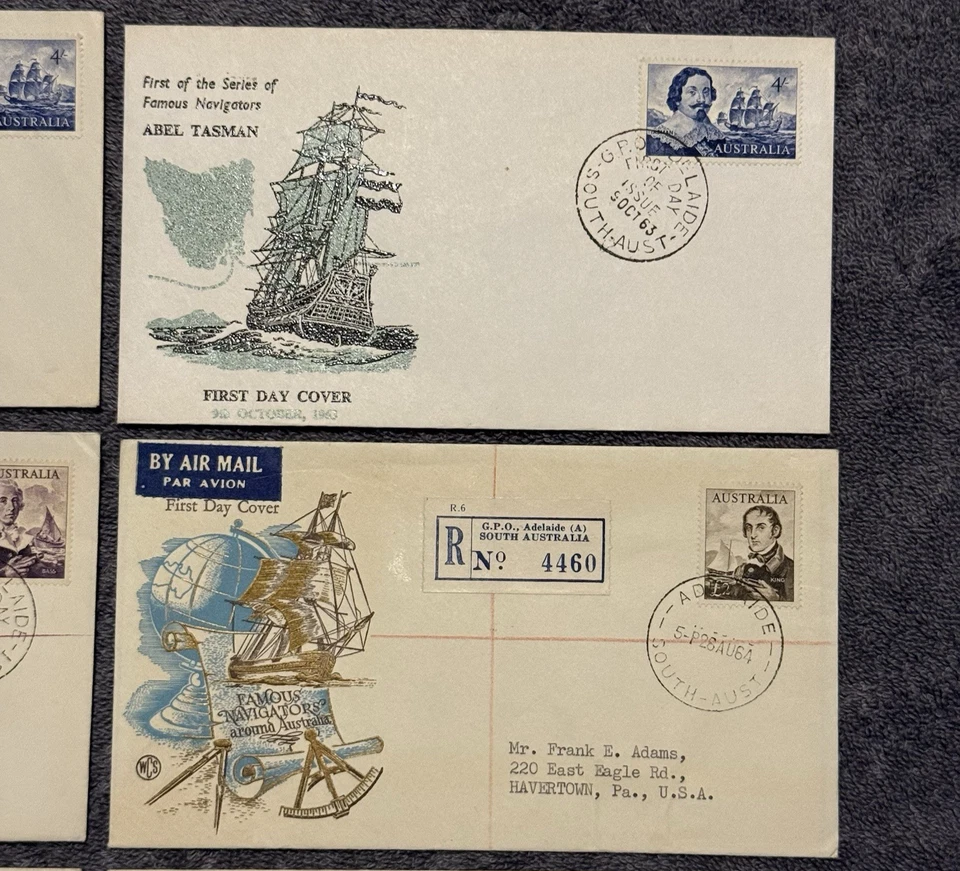 4/-
AUSTRALIA
First of the Series of
Famous Navigators
ABEL TASMAN
4/-
AUSTRALIA
G.P.O. ADELAIDE
FIRST DAY
OF
ISSUE
9 OCT 63
SOUTH-AUST-
FIRST DAY COVER
9th OCTOBER, 1963
AUSTRALIA
BASS
BY AIR MAIL
PAR AVION
First Day Cover
FAMOUS
NAVIGATORS
around Australia
WCS
R.6
R
G.P.O., Adelaide (A)
SOUTH AUSTRALIA
No. 4460
AUSTRALIA
KING
£2
ADELAIDE
5-P26AU64
SOUTH-AUST
Mr. Frank E. Adams,
220 East Eagle Rd.,
HAVERTOWN, Pa., U.S.A.